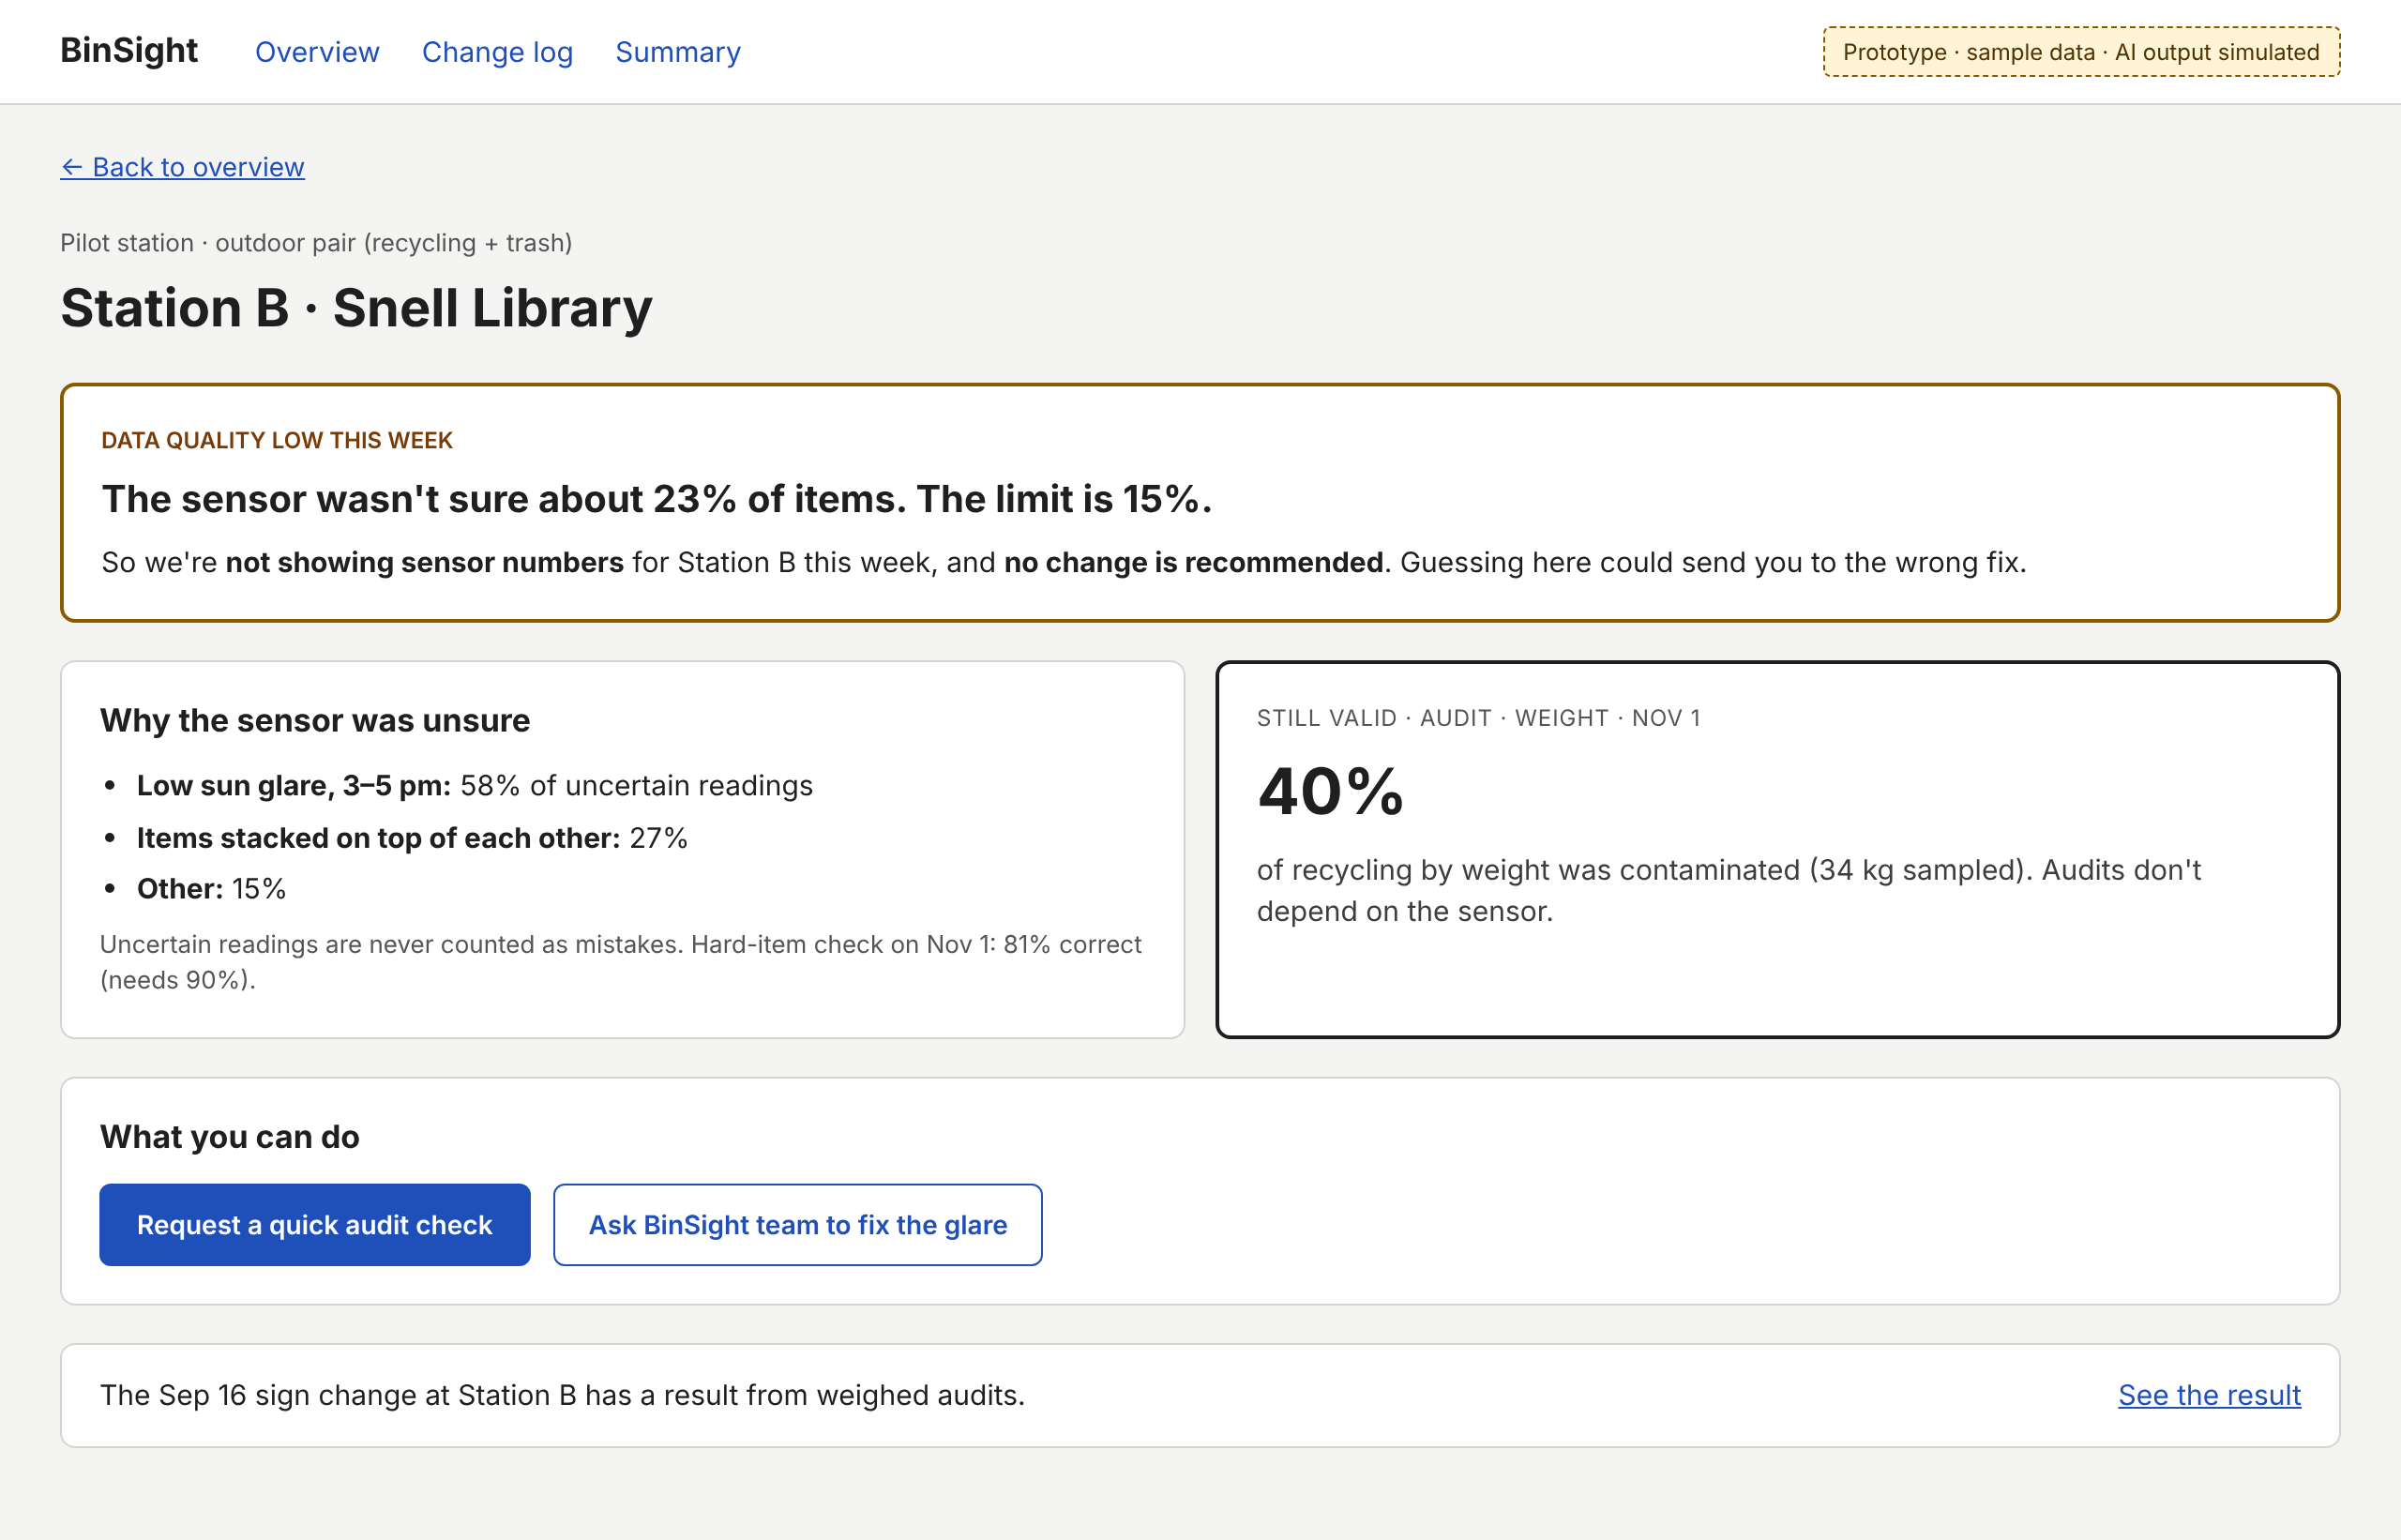 BinSight
Overview
Change log
Summary
Prototype · sample data · AI output simulated
← Back to overview
Pilot station · outdoor pair (recycling + trash)
Station B · Snell Library
DATA QUALITY LOW THIS WEEK
The sensor wasn't sure about 23% of items. The limit is 15%.
So we're not showing sensor numbers for Station B this week, and no change is recommended. Guessing here could send you to the wrong fix.
Why the sensor was unsure
• Low sun glare, 3–5 pm: 58% of uncertain readings
• Items stacked on top of each other: 27%
• Other: 15%
Uncertain readings are never counted as mistakes. Hard-item check on Nov 1: 81% correct
(needs 90%).
STILL VALID · AUDIT · WEIGHT · NOV 1
40%
of recycling by weight was contaminated (34 kg sampled). Audits don't
depend on the sensor.
What you can do
Request a quick audit check
Ask BinSight team to fix the glare
The Sep 16 sign change at Station B has a result from weighed audits.
See the result